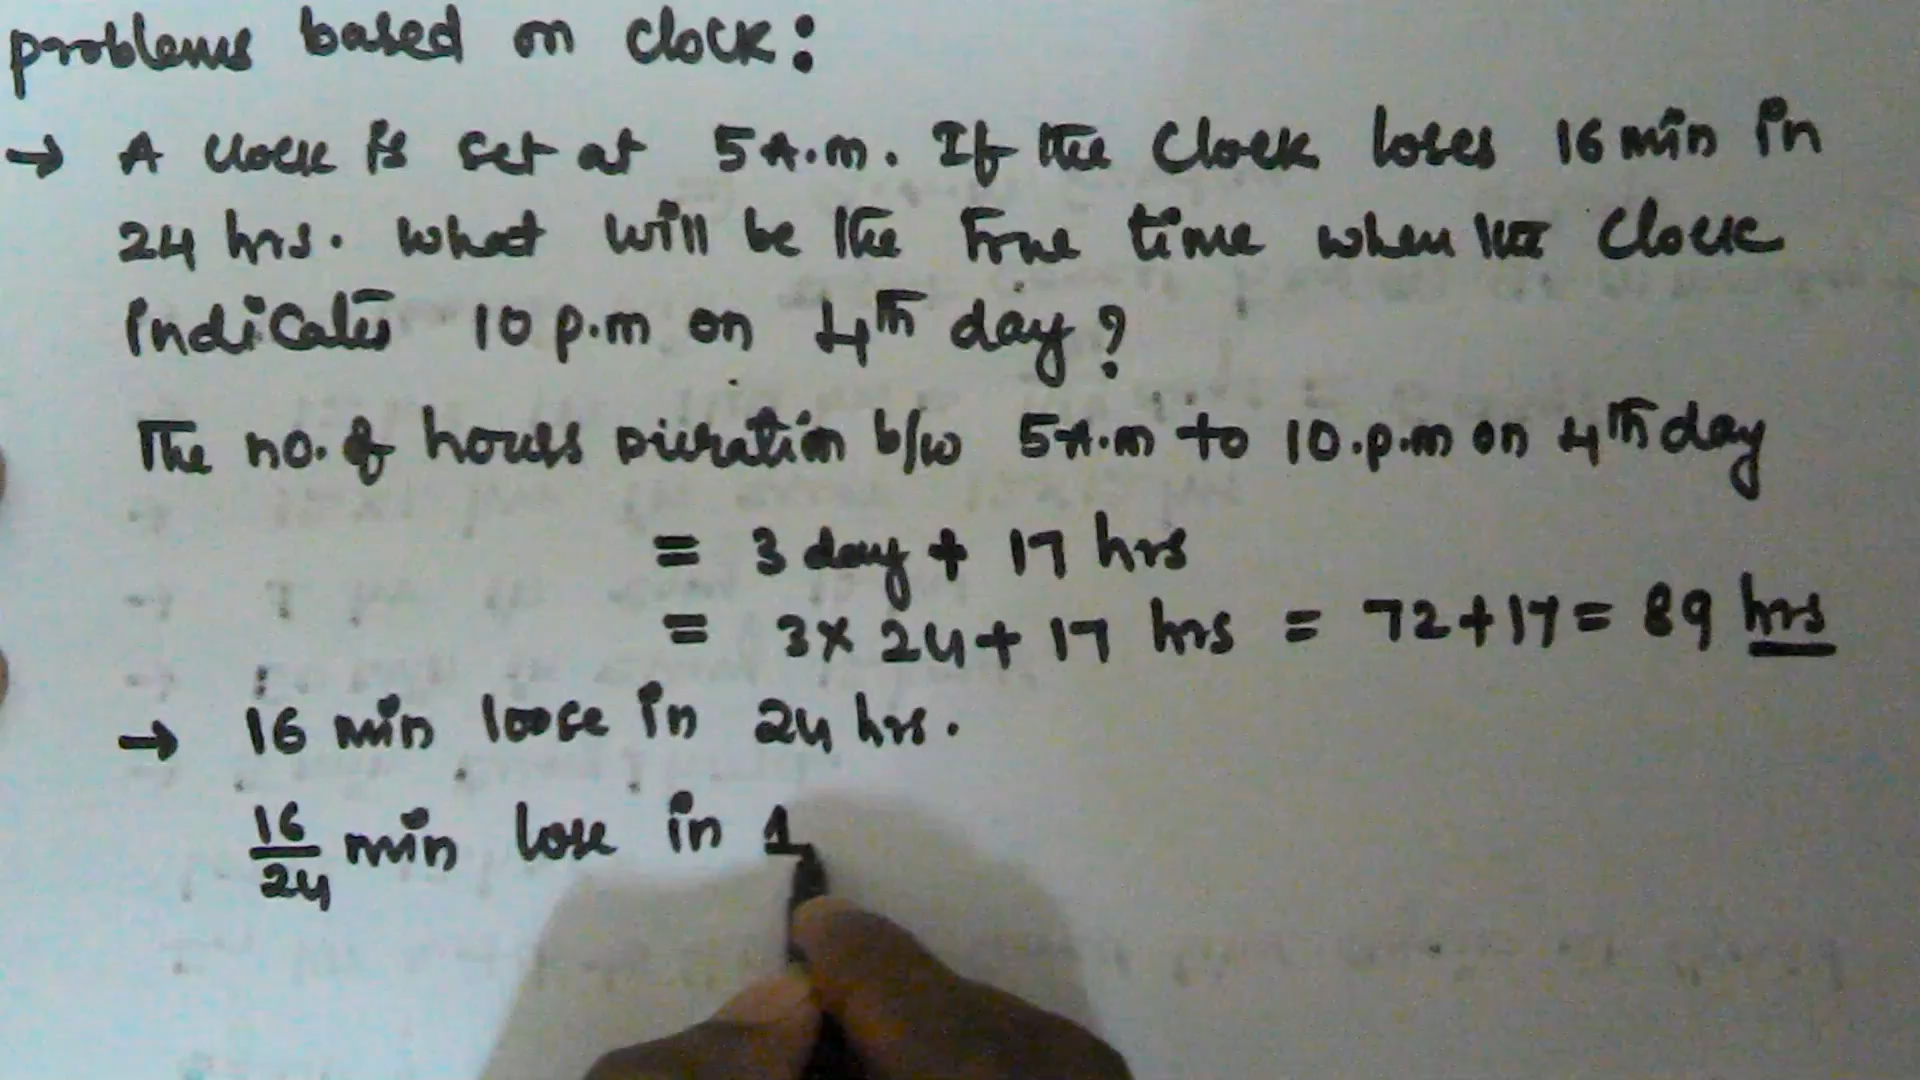 problems based on clock:
→ A clock is set at 5 A.m. If the Clock loses 16 min in
24 hrs. What will be the True time when the Clock
indicates 10 p.m on 4th day?
The no. of hours Duration b/w 5 A.m to 10.p.m on 4th day
= 3 day + 17 hrs
= 3 x 24 + 17 hrs = 72 + 17 = 89 hrs
→ 16 min loose in 24 hrs.
16/24 min lose in 1